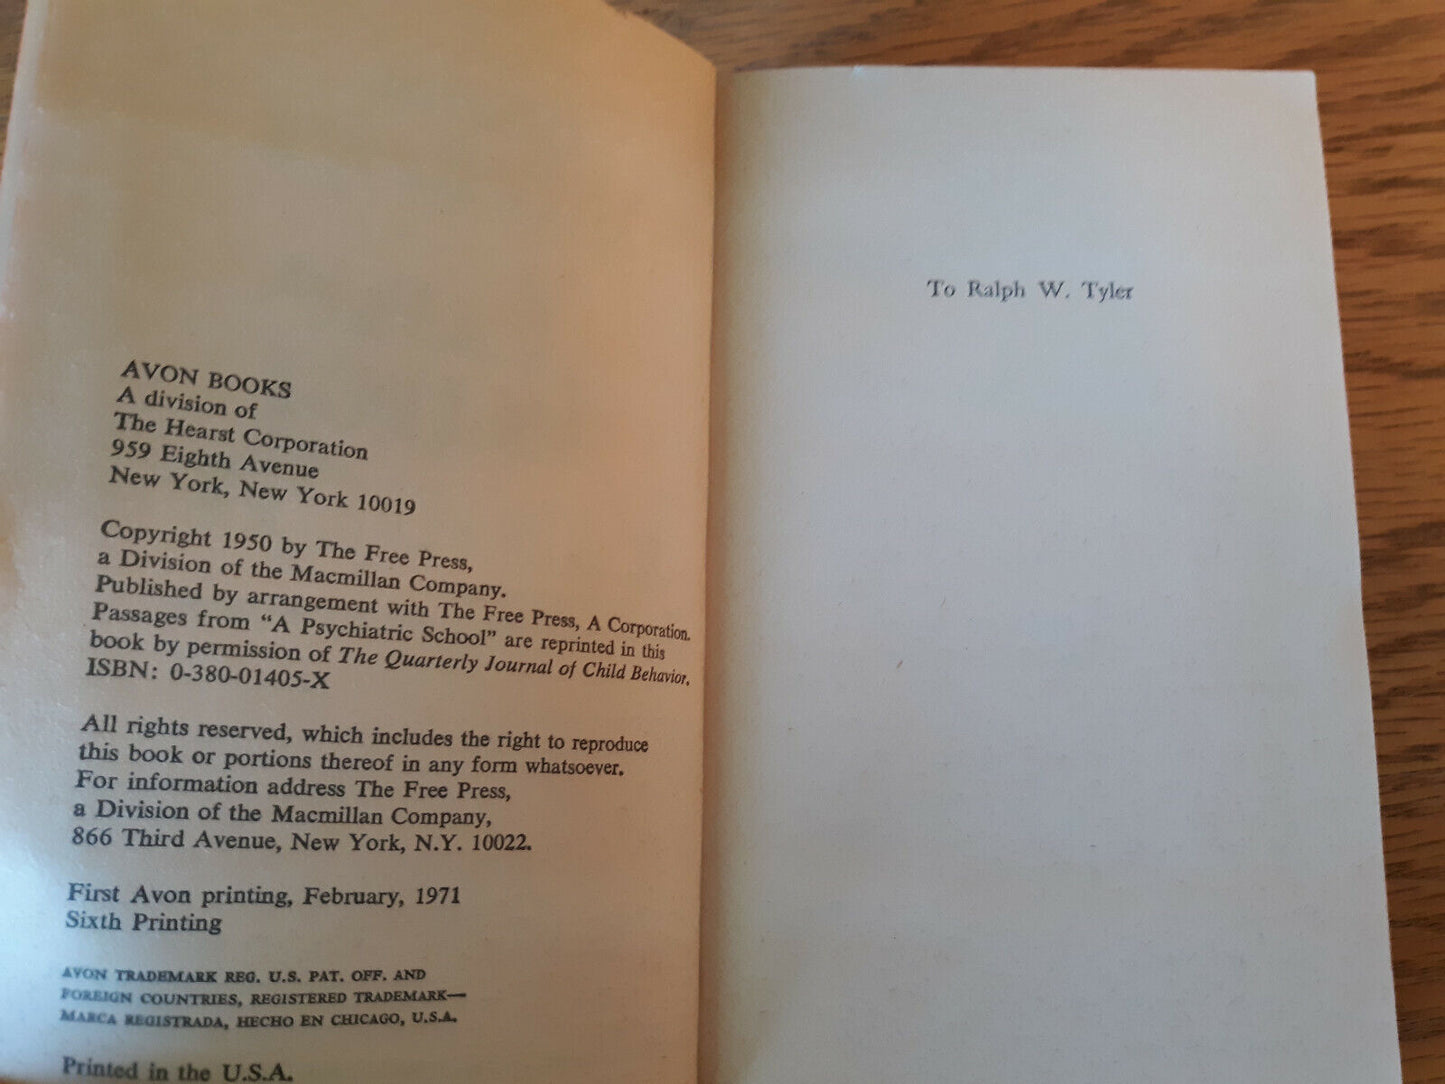 AVON BOOKS
A division of
The Hearst Corporation
959 Eighth Avenue
New York, New York 10019
Copyright 1950 by The Free Press,
a Division of the Macmillan Company.
Published by arrangement with The Free Press, A Corporation.
Passages from "A Psychiatric School" are reprinted in this
book by permission of The Quarterly Journal of Child Behavior.
ISBN: 0-380-01405-X
All rights reserved, which includes the right to reproduce
this book or portions thereof in any form whatsoever.
For information address The Free Press,
a Division of the Macmillan Company,
866 Third Avenue, New York, N.Y. 10022.
First Avon printing, February, 1971
Sixth Printing
AVON TRADEMARK REG. U.S. PAT. OFF. AND
FOREIGN COUNTRIES, REGISTERED TRADEMARK—
MARCA REGISTRADA, HECHO EN CHICAGO, U.S.A.
Printed in the U.S.A.
To Ralph W. Tyler